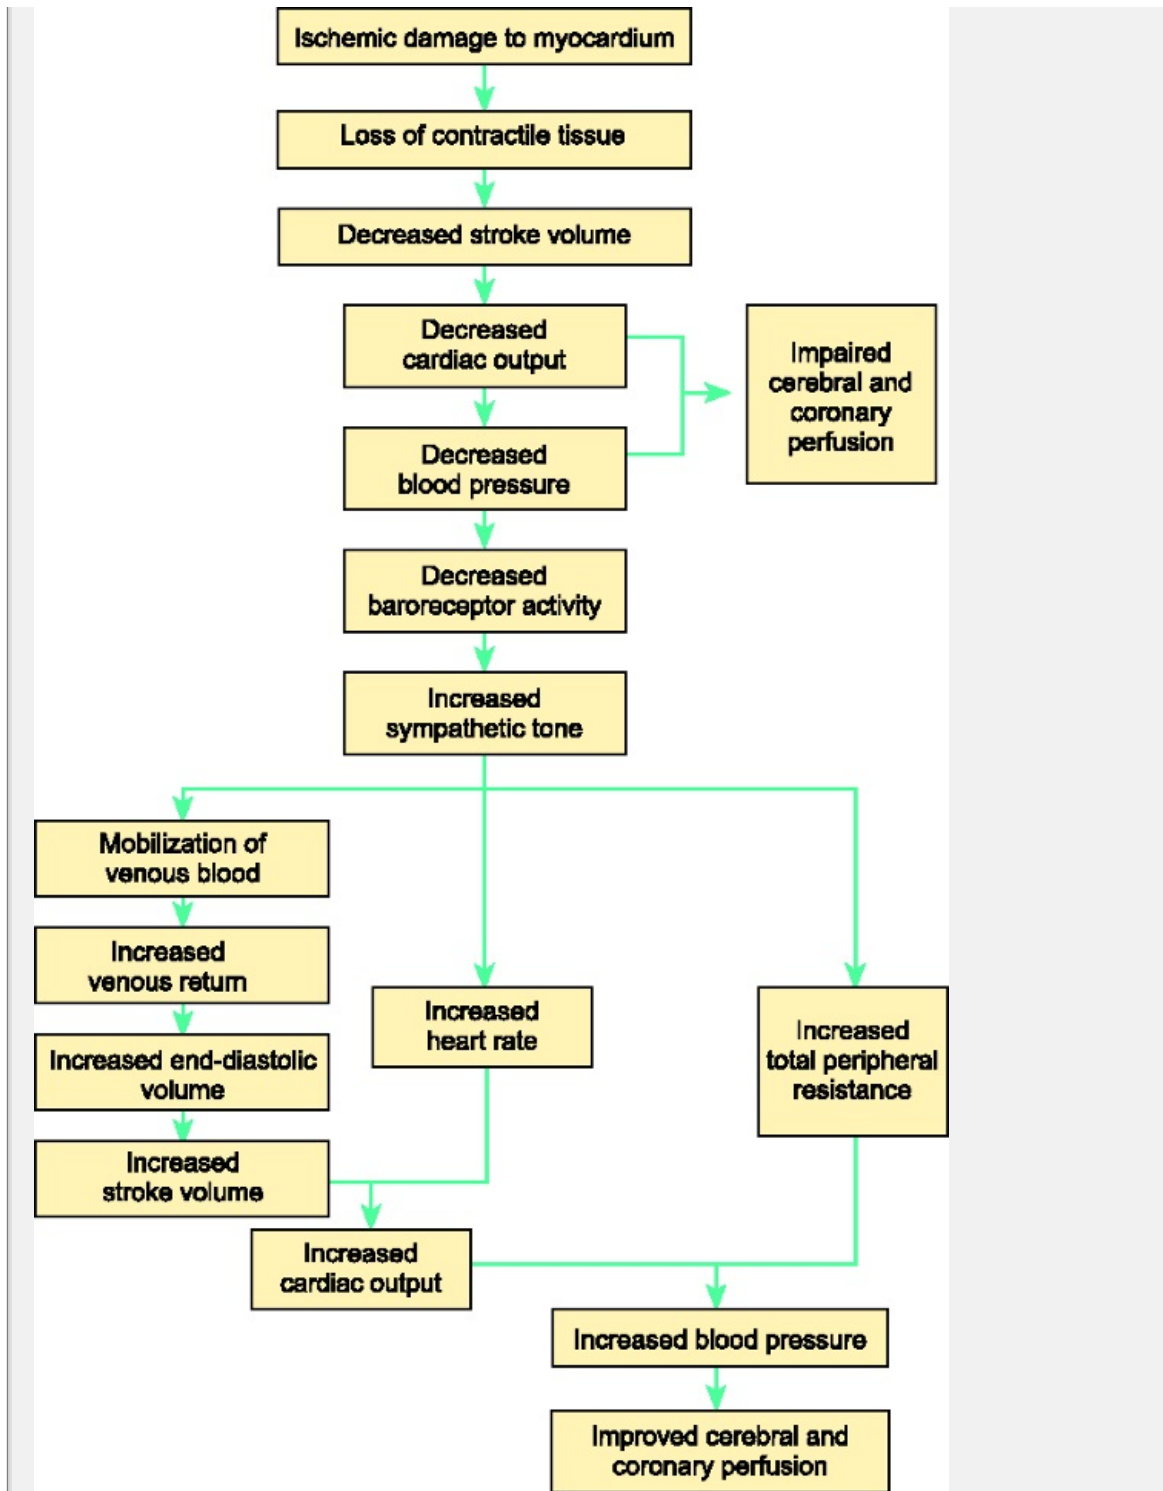 Ischemic damage to myocardium
Loss of contractile tissue
Decreased stroke volume
Decreased
cardiac output
Impaired
cerebral and
coronary
perfusion
Decreased
blood pressure
Decreased
baroreceptor activity
Increased
sympathetic tone
Mobilization of
venous blood
Increased
venous return
Increased end-diastolic
volume
Increased
stroke volume
Increased
heart rate
Increased
total peripheral
resistance
Increased
cardiac output
Increased blood pressure
Improved cerebral and
coronary perfusion